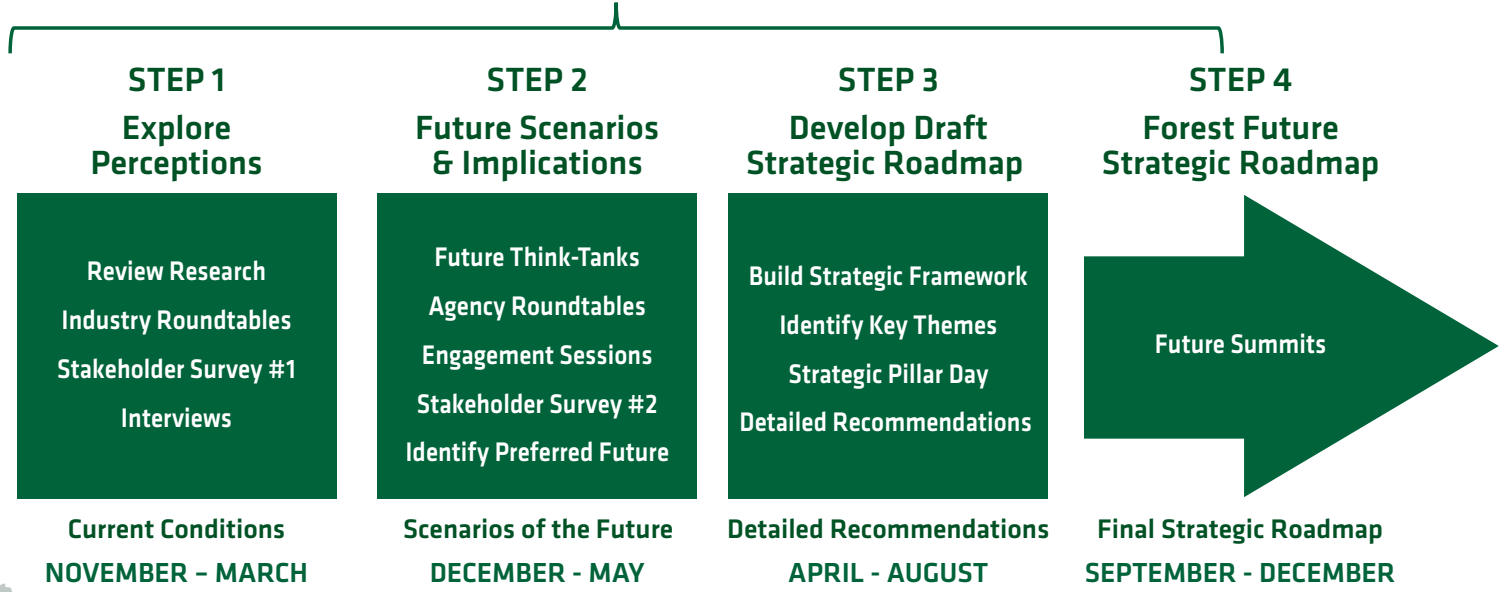 STEP 1
Explore
Perceptions
Review Research
Industry Roundtables
Stakeholder Survey #1
Interviews
Current Conditions
NOVEMBER – MARCH
STEP 2
Future Scenarios
& Implications
Future Think-Tanks
Agency Roundtables
Engagement Sessions
Stakeholder Survey #2
Identify Preferred Future
Scenarios of the Future
DECEMBER - MAY
STEP 3
Develop Draft
Strategic Roadmap
Build Strategic Framework
Identify Key Themes
Strategic Pillar Day
Detailed Recommendations
Detailed Recommendations
APRIL - AUGUST
STEP 4
Forest Future
Strategic Roadmap
Future Summits
Final Strategic Roadmap
SEPTEMBER - DECEMBER